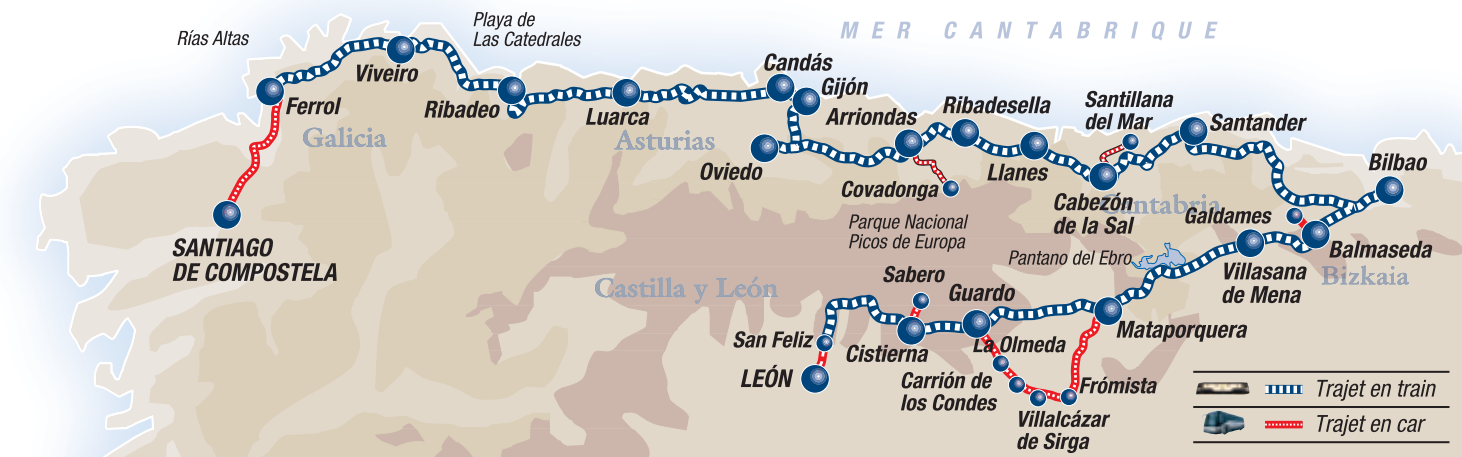 Playa de
Las Catedrales
Rías Altas
MER CANTABRIQUE
Viveiro
Ferrol
Ribadeo
Luarca
Candás
Gijón
Oviedo
Arriondas
Ribadesella
Llanes
Santillana
del Mar
Santander
Bilbao
Galicia
Asturias
Covadonga
Parque Nacional
Picos de Europa
Cabezón
de la Sal
Cantabria
Galdames
Balmaseda
Bizkaia
Villasana
de Mena
Pantano del Ebro
SANTIAGO
DE COMPOSTELA
Castilla y León
Sabero
Guardo
Mataporquera
San Feliz
Cistierna
La Olmeda
LEÓN
Carrión de
los Condes
Frómista
Villalcázar
de Sirga
Trajet en train
Trajet en car